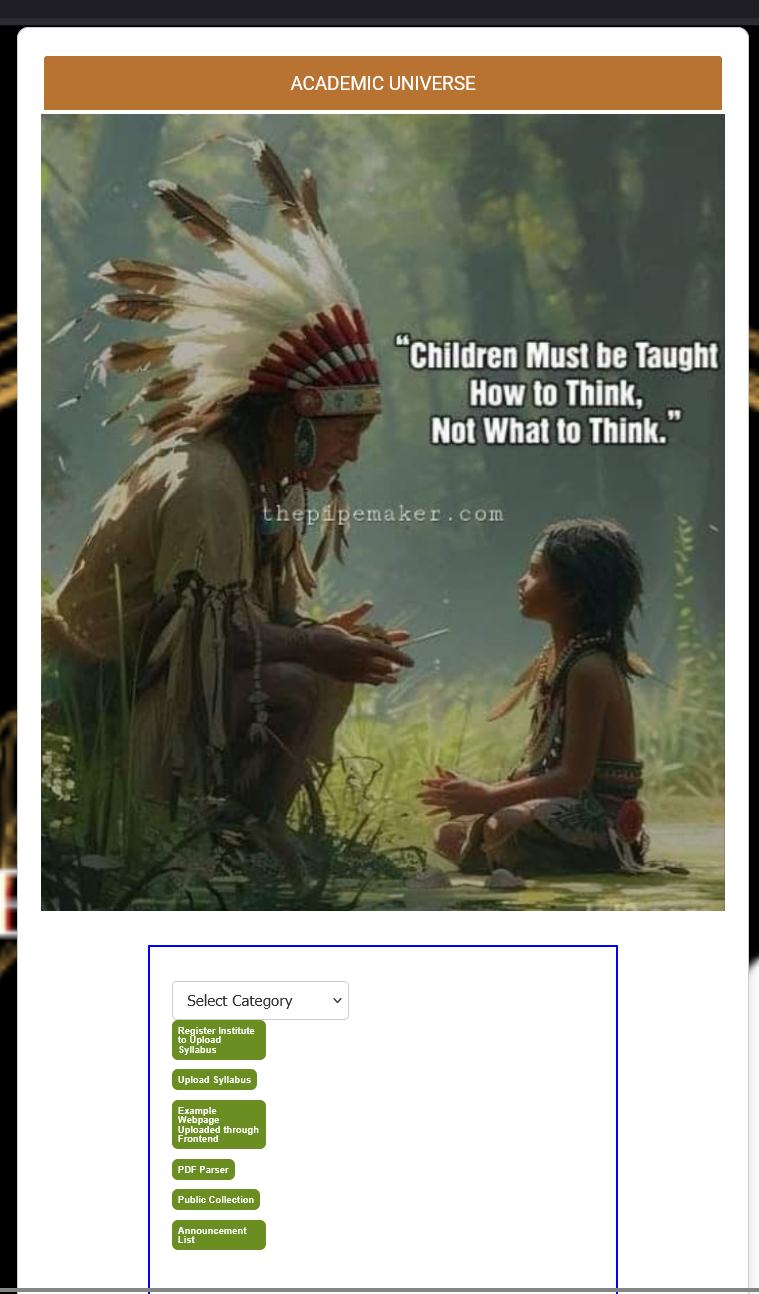 ACADEMIC UNIVERSE
“Children Must be Taught
How to Think,
Not What to Think.”
thepipemaker.com
Select Category
Register Institute
to Upload
Syllabus
Upload Syllabus
Example
Webpage
Uploaded through
Frontend
PDF Parser
Public Collection
Announcement
List